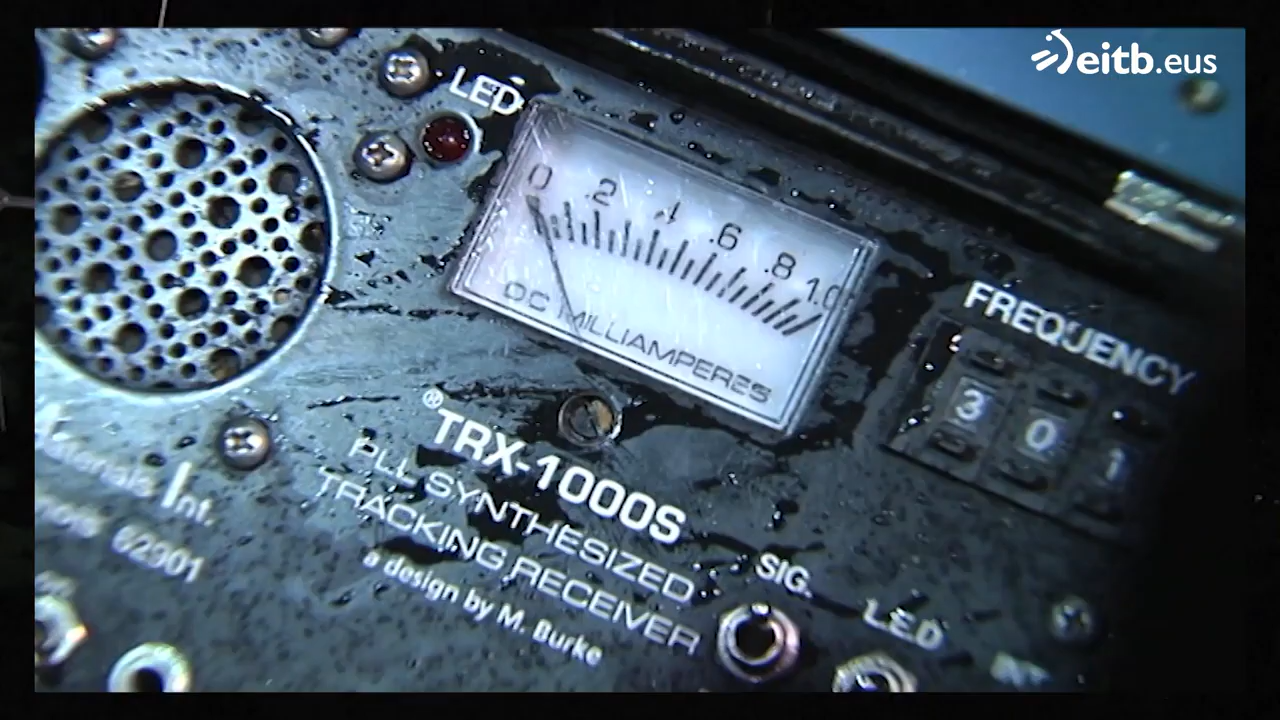 eitb.eus
LED
0 .2 .4 .6 .8 1.0
DC MILLIAMPERES
FREQUENCY
3 0 1
®TRX-1000S
PLL SYNTHESIZED
TRACKING RECEIVER
a design by M. Burke
Int.
62901
SIG.
LED